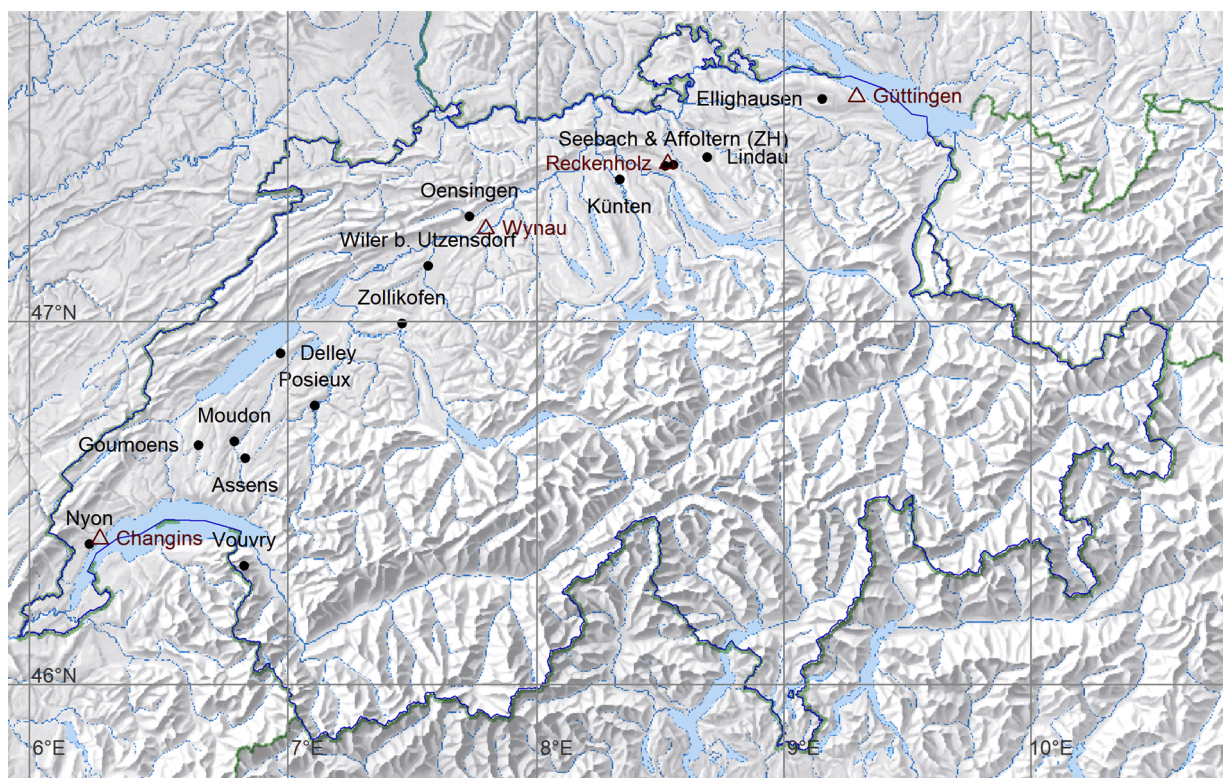 Ellighausen
Güttingen
Seebach & Affoltern (ZH)
Reckenholz
Lindau
Oensingen
Künten
Wynau
Wiler b. Utzensdorf
Zollikofen
47°N
Delley
Posieux
Moudon
Goumoens
Assens
Nyon
Changins
Vouvry
46°N
6°E
7°E
8°E
9°E
10°E